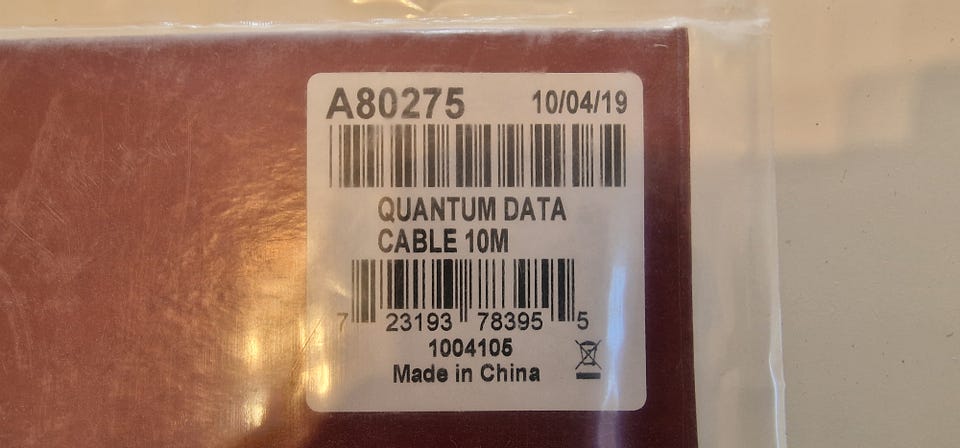 A80275 10/04/19
QUANTUM DATA
CABLE 10M
7 23193 78395 5
1004105
Made in China